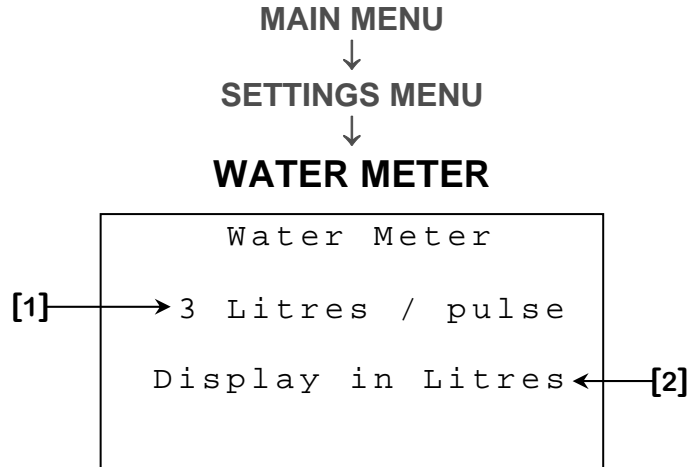 MAIN MENU
↓
SETTINGS MENU
↓
WATER METER
Water Meter
[1] 3 Litres / pulse
Display in Litres [2]